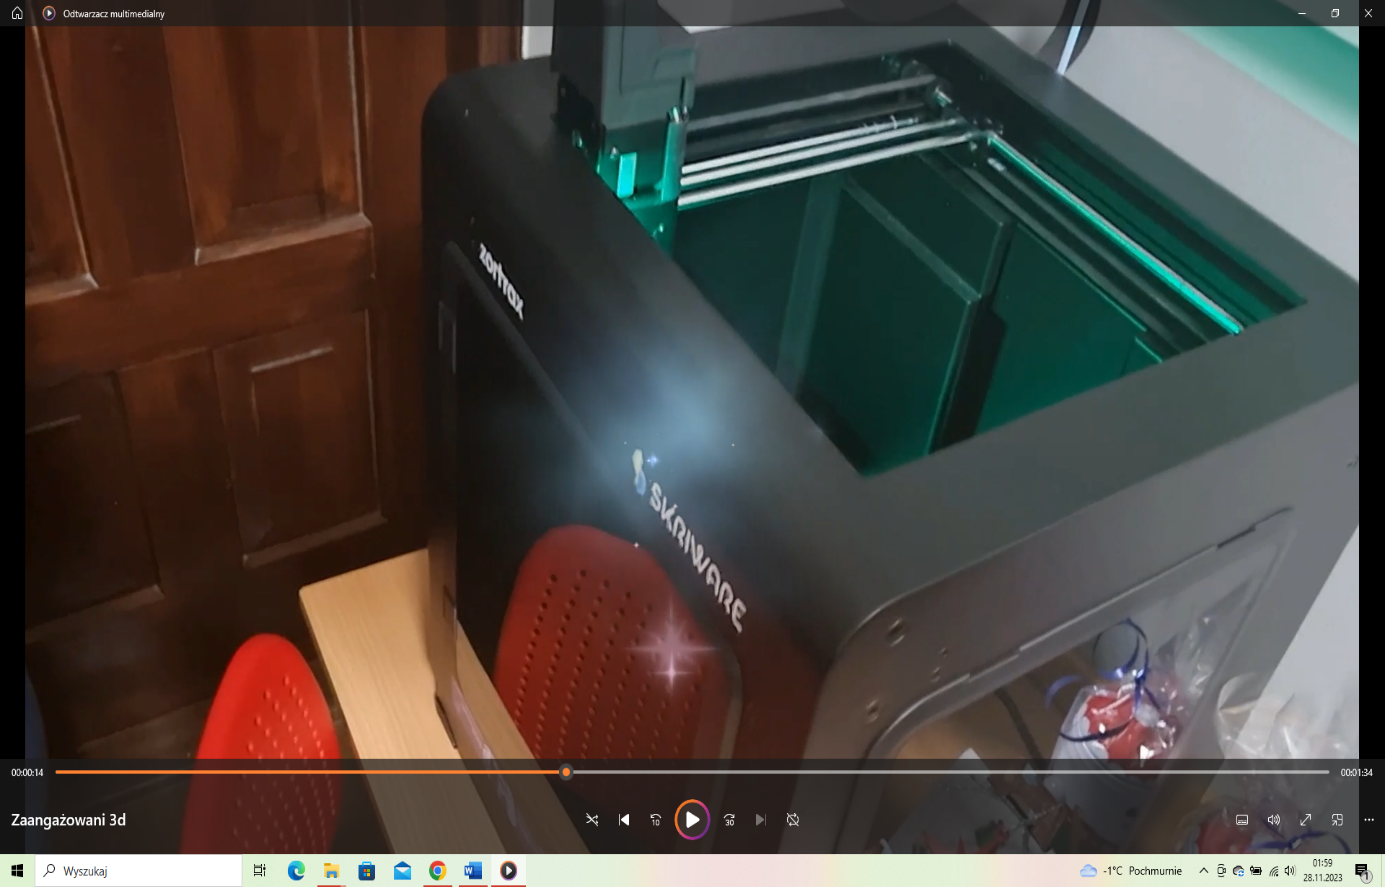 Odtwarzacz multimedialny
zortrax
SKRIWARE
00:00:14
00:01:34
Zaangażowani 3d
10
30
Wyszukaj
W
-1°C Pochmurnie
01:59
28.11.2023
1